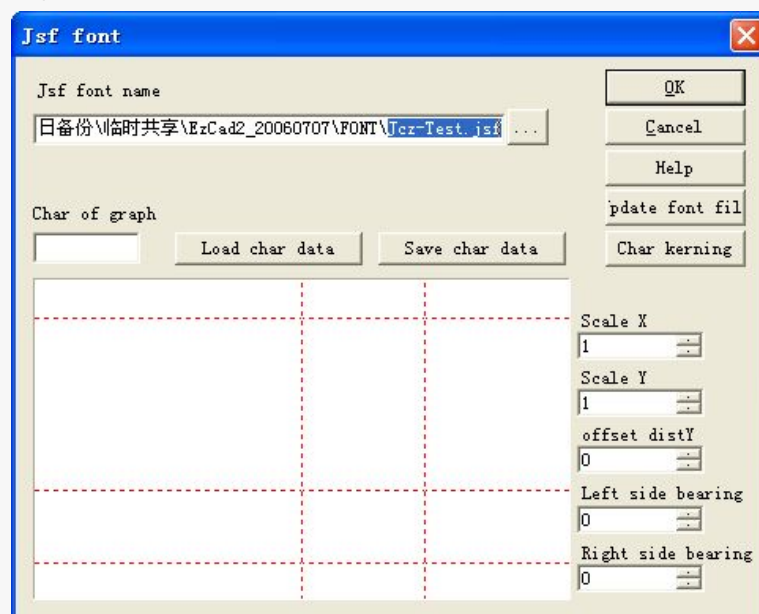 Jsf font
Jsf font name
日备份\临时共享\EzCad2_20060707\FONT\Jcz-Test.jsf
...
OK
Cancel
Help
pdate font fil
Char kerning
Char of graph
Load char data
Save char data
Scale X
1
Scale Y
1
offset distY
0
Left side bearing
0
Right side bearing
0